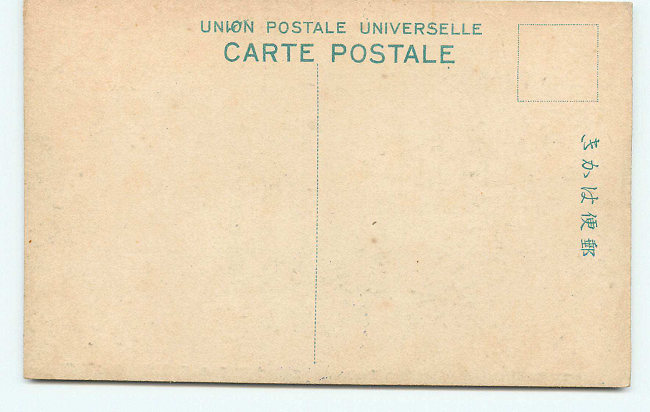 UNION POSTALE UNIVERSELLE
CARTE POSTALE
郵便はかき